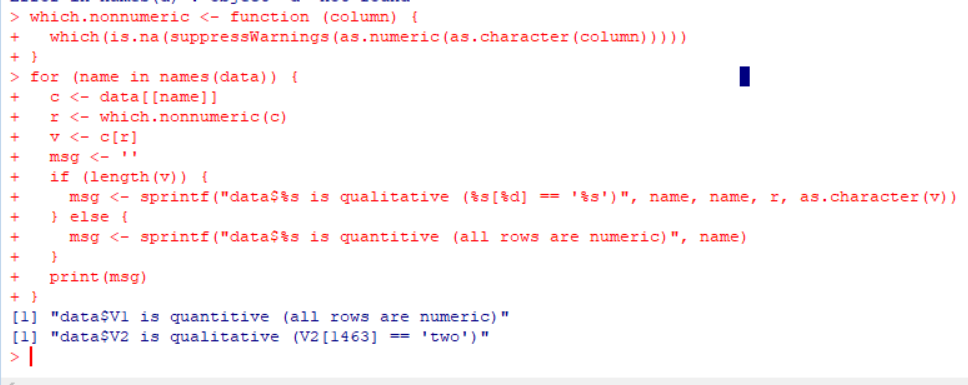 > which.nonnumeric <- function (column) {
+   which(is.na(suppressWarnings(as.numeric(as.character(column)))))
+ }
> for (name in names(data)) {
+   c <- data[[name]]
+   r <- which.nonnumeric(c)
+   v <- c[r]
+   msg <- ''
+   if (length(v)) {
+     msg <- sprintf("data$%s is qualitative (%s[%d] == '%s')", name, name, r, as.character(v))
+   } else {
+     msg <- sprintf("data$%s is quantitive (all rows are numeric)", name)
+   }
+   print(msg)
+ }
[1] "data$V1 is quantitive (all rows are numeric)"
[1] "data$V2 is qualitative (V2[1463] == 'two')"
>